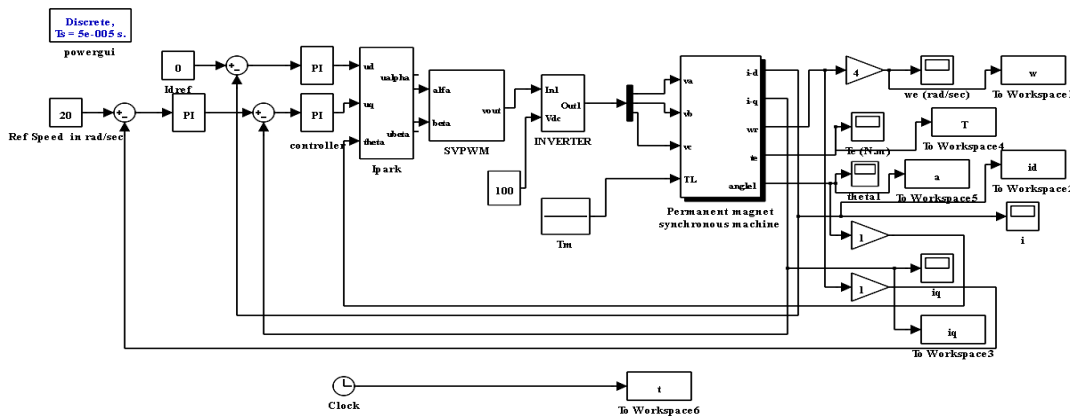 Discrete,
Ts = 5e-005 s.
powergui
0
Idref
20
Ref Speed in rad/sec
PI
PI
PI
controller
ud
uq
theta
ualpha
ubeta
Ipark
alfa
beta
vout
SVPWM
In1
Vdc
Out1
INVERTER
100
Tm
va
vb
vc
TL
i-d
i-q
wr
te
angle1
Permanent magnet
synchronous machine
4
we (rad/sec)
w
To Workspace1
Te (N.m)
T
To Workspace4
theta1
a
To Workspace5
id
To Workspace2
i
1
iq
1
iq
To Workspace3
Clock
t
To Workspace6